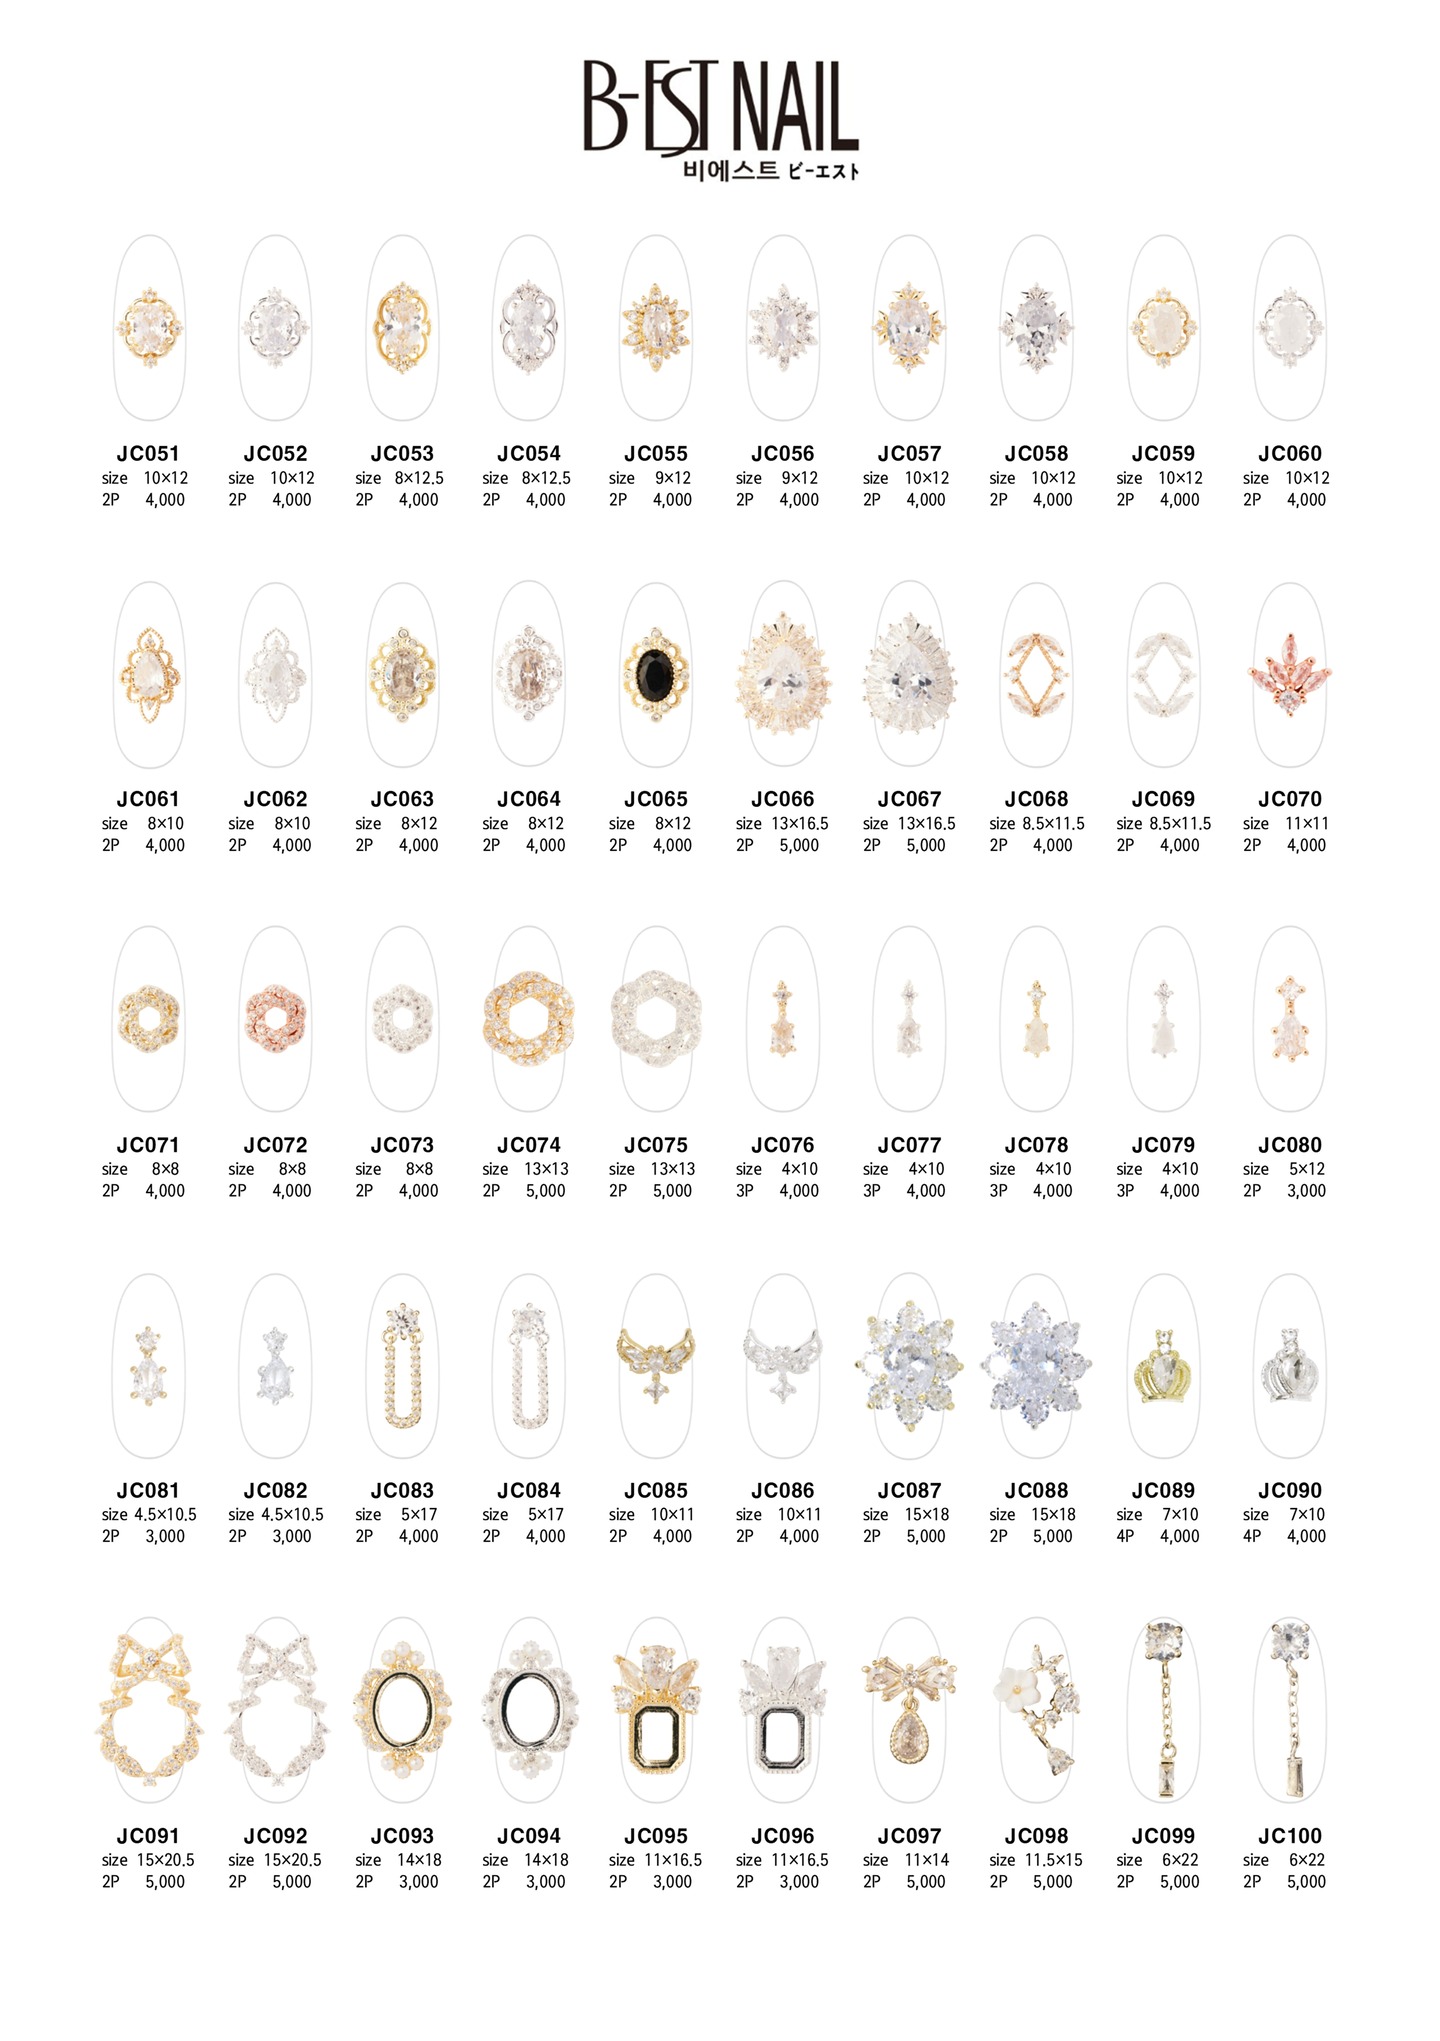 B-EST NAIL
비에스트 ビーエスト
JC051 JC052 JC053 JC054 JC055 JC056 JC057 JC058 JC059 JC060
size 10×12 size 10×12 size 8×12.5 size 8×12.5 size 9×12 size 9×12 size 10×12 size 10×12 size 10×12 size 10×12
2P 4,000 2P 4,000 2P 4,000 2P 4,000 2P 4,000 2P 4,000 2P 4,000 2P 4,000 2P 4,000 2P 4,000
JC061 JC062 JC063 JC064 JC065 JC066 JC067 JC068 JC069 JC070
size 8×10 size 8×10 size 8×12 size 8×12 size 8×12 size 13×16.5 size 13×16.5 size 8.5×11.5 size 8.5×11.5 size 11×11
2P 4,000 2P 4,000 2P 4,000 2P 4,000 2P 4,000 2P 5,000 2P 5,000 2P 4,000 2P 4,000 2P 4,000
JC071 JC072 JC073 JC074 JC075 JC076 JC077 JC078 JC079 JC080
size 8×8 size 8×8 size 8×8 size 13×13 size 13×13 size 4×10 size 4×10 size 4×10 size 4×10 size 5×12
2P 4,000 2P 4,000 2P 4,000 2P 5,000 2P 5,000 3P 4,000 3P 4,000 3P 4,000 3P 4,000 2P 3,000
JC081 JC082 JC083 JC084 JC085 JC086 JC087 JC088 JC089 JC090
size 4.5×10.5 size 4.5×10.5 size 5×17 size 5×17 size 10×11 size 10×11 size 15×18 size 15×18 size 7×10 size 7×10
2P 3,000 2P 3,000 2P 4,000 2P 4,000 2P 4,000 2P 4,000 2P 5,000 2P 5,000 4P 4,000 4P 4,000
JC091 JC092 JC093 JC094 JC095 JC096 JC097 JC098 JC099 JC100
size 15×20.5 size 15×20.5 size 14×18 size 14×18 size 11×16.5 size 11×16.5 size 11×14 size 11.5×15 size 6×22 size 6×22
2P 5,000 2P 5,000 2P 3,000 2P 3,000 2P 3,000 2P 3,000 2P 5,000 2P 5,000 2P 5,000 2P 5,000